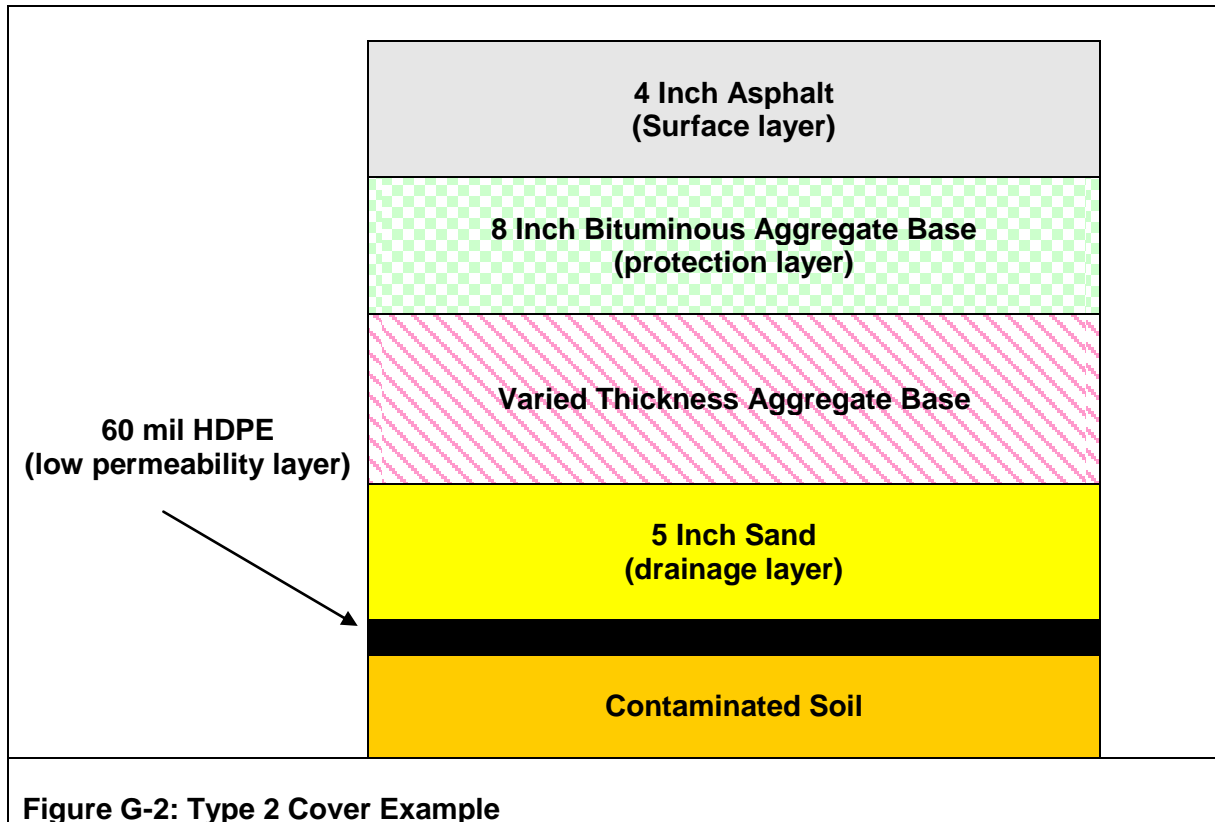 4 Inch Asphalt
(Surface layer)
8 Inch Bituminous Aggregate Base
(protection layer)
Varied Thickness Aggregate Base
60 mil HDPE
(low permeability layer)
5 Inch Sand
(drainage layer)
Contaminated Soil
Figure G-2: Type 2 Cover Example